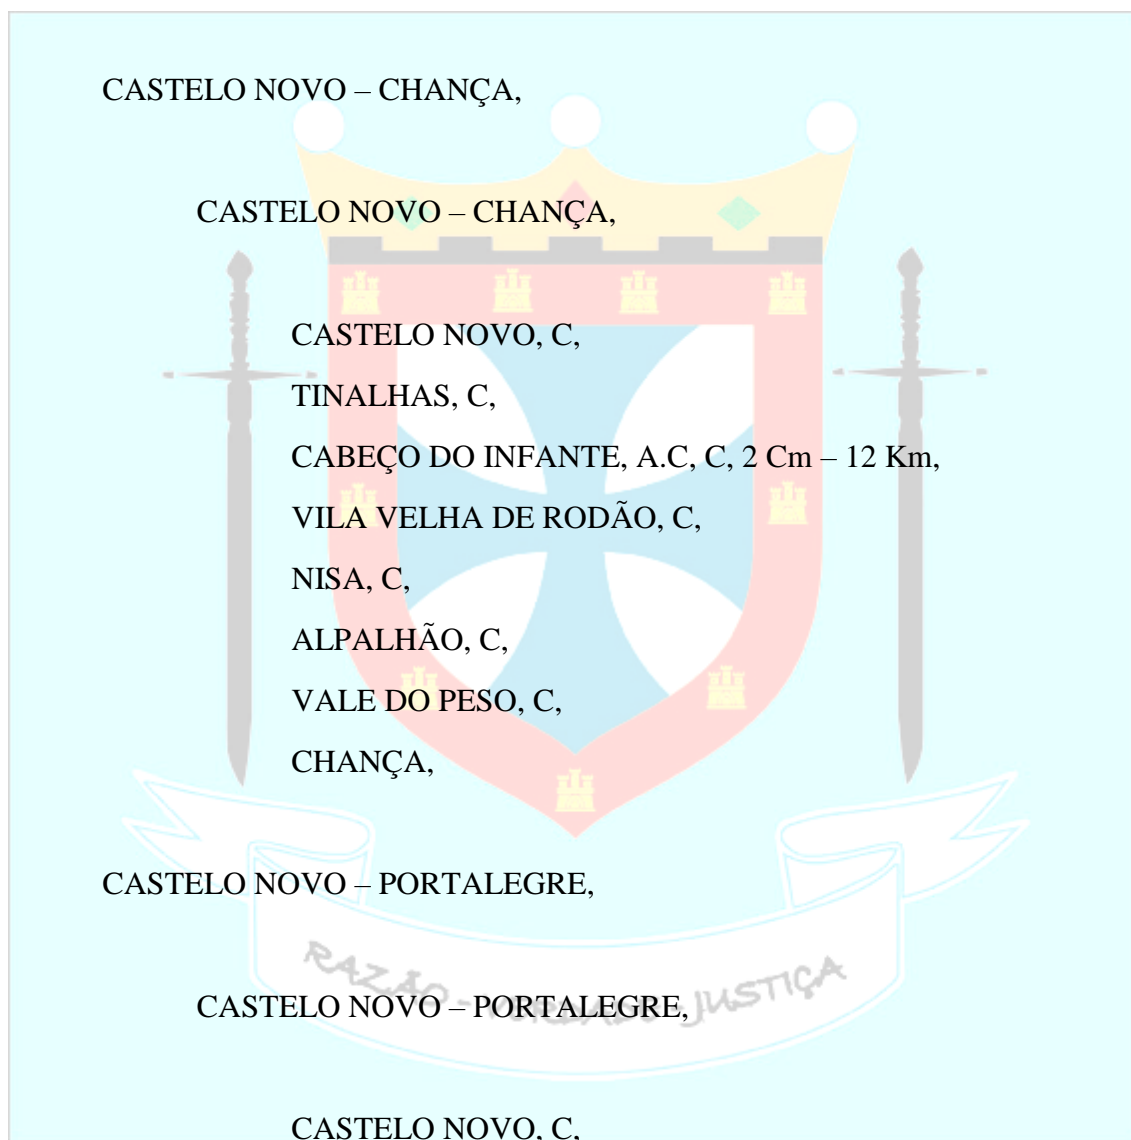 CASTELO NOVO – CHANÇA,
CASTELO NOVO – CHANÇA,
CASTELO NOVO, C,
TINALHAS, C,
CABEÇO DO INFANTE, A.C, C, 2 Cm – 12 Km,
VILA VELHA DE RODÃO, C,
NISA, C,
ALPALHÃO, C,
VALE DO PESO, C,
CHANÇA,
CASTELO NOVO – PORTALEGRE,
RAZÃO - VERDADE - JUSTIÇA
CASTELO NOVO – PORTALEGRE,
CASTELO NOVO, C,